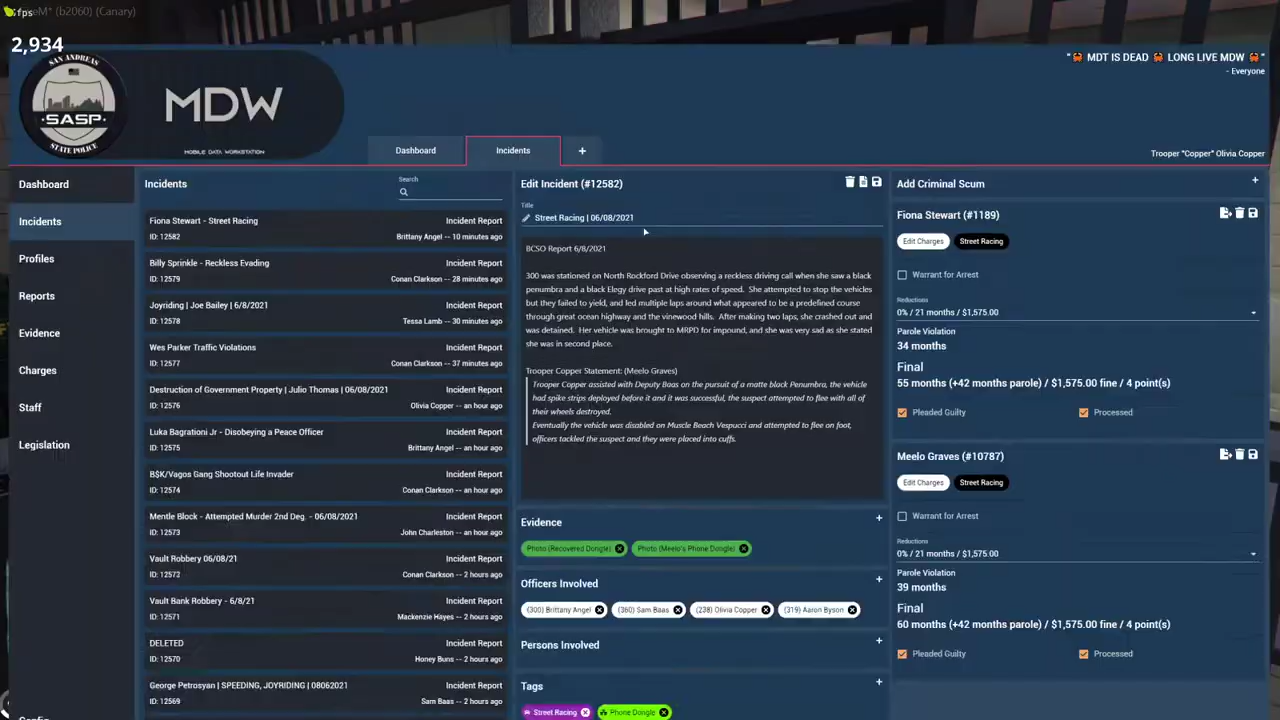 fps
M* (b2060) (Canary)
2,934
SAN ANDREAS
SASP
STATE POLICE
MDW
MOBILE DATA WORKSTATION
" MDT IS DEAD LONG LIVE MDW "
- Everyone
Dashboard
Incidents
+
Trooper "Copper" Olivia Copper
Dashboard
Incidents
Profiles
Reports
Evidence
Charges
Staff
Legislation
Config
Incidents
Search
Fiona Stewart - Street Racing Incident Report
ID: 12582 Brittany Angel -- 10 minutes ago
Billy Sprinkle - Reckless Evading Incident Report
ID: 12579 Conan Clarkson -- 28 minutes ago
Joyriding | Joe Bailey | 6/8/2021 Incident Report
ID: 12578 Tessa Lamb -- 30 minutes ago
Wes Parker Traffic Violations Incident Report
ID: 12577 Conan Clarkson -- 37 minutes ago
Destruction of Government Property | Julio Thomas | 06/08/2021 Incident Report
ID: 12576 Olivia Copper -- an hour ago
Luka Bagrationi Jr - Disobeying a Peace Officer Incident Report
ID: 12575 Brittany Angel -- an hour ago
B$K/Vagos Gang Shootout Life Invader Incident Report
ID: 12574 Conan Clarkson -- an hour ago
Mentle Block - Attempted Murder 2nd Deg. - 06/08/2021 Incident Report
ID: 12573 John Charleston -- an hour ago
Vault Robbery 06/08/21 Incident Report
ID: 12572 Conan Clarkson -- 2 hours ago
Vault Bank Robbery - 6/8/21 Incident Report
ID: 12571 Mackenzie Hayes -- 2 hours ago
DELETED Incident Report
ID: 12570 Honey Buns -- 2 hours ago
George Petrosyan | SPEEDING, JOYRIDING | 08062021 Incident Report
ID: 12569 Sam Baas -- 2 hours ago
Edit Incident (#12582)
Title
Street Racing | 06/08/2021
BCSO Report 6/8/2021
300 was stationed on North Rockford Drive observing a reckless driving call when she saw a black
penumbra and a black Elegy drive past at high rates of speed. She attempted to stop the vehicles
but they failed to yield, and led multiple laps around what appeared to be a predefined course
through great ocean highway and the vinewood hills. After making two laps, she crashed out and
was detained. Her vehicle was brought to MRPD for impound, and she was very sad as she stated
she was in second place.
Trooper Copper Statement: (Meelo Graves)
Trooper Copper assisted with Deputy Bass on the pursuit of a matte black Penumbra, the vehicle
had spike strips deployed before it and it was successful, the suspect attempted to flee with all of
their wheels destroyed.
Eventually the vehicle was disabled on Muscle Beach Vespucci and attempted to flee on foot,
officers tackled the suspect and they were placed into cuffs.
Evidence +
Photo (Recovered Dongle) Photo (Meelo's Phone Dongle)
Officers Involved +
(300) Brittany Angel (360) Sam Baas (238) Olivia Copper (319) Aaron Byson
Persons Involved +
Tags +
Street Racing Phone Dongle
Add Criminal Scum +
Fiona Stewart (#1189)
Edit Charges Street Racing
Warrant for Arrest
Reductions
0% / 21 months / $1,575.00
Parole Violation
34 months
Final
55 months (+42 months parole) / $1,575.00 fine / 4 point(s)
Pleaded Guilty Processed
Meelo Graves (#10787)
Edit Charges Street Racing
Warrant for Arrest
Reductions
0% / 21 months / $1,575.00
Parole Violation
39 months
Final
60 months (+42 months parole) / $1,575.00 fine / 4 point(s)
Pleaded Guilty Processed